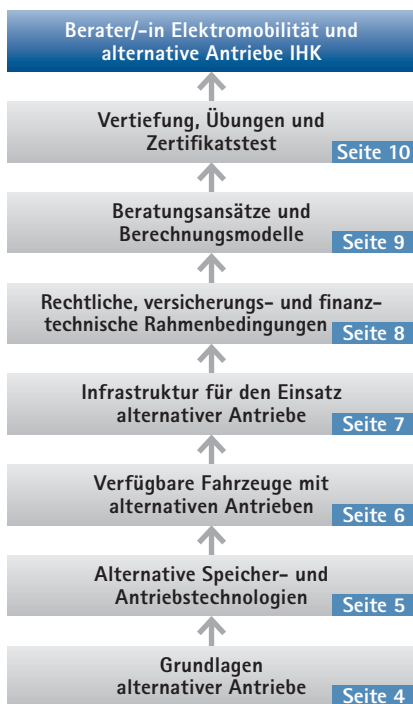 Berater/-in Elektromobilität und
alternative Antriebe IHK
Vertiefung, Übungen und
Zertifikatstest
Seite 10
Beratungsansätze und
Berechnungsmodelle
Seite 9
Rechtliche, versicherungs- und finanz-
technische Rahmenbedingungen
Seite 8
Infrastruktur für den Einsatz
alternativer Antriebe
Seite 7
Verfügbare Fahrzeuge mit
alternativen Antrieben
Seite 6
Alternative Speicher- und
Antriebstechnologien
Seite 5
Grundlagen
alternativer Antriebe
Seite 4